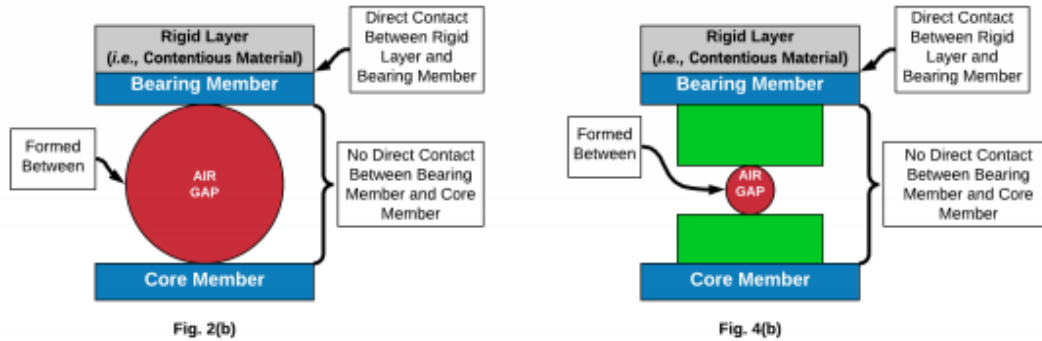 Rigid Layer
(i.e., Contentious Material)
Bearing Member
Direct Contact
Between Rigid
Layer and
Bearing Member
Formed
Between
AIR
GAP
No Direct Contact
Between Bearing
Member and Core
Member
Core Member
Fig. 2(b)
Rigid Layer
(i.e., Contentious Material)
Bearing Member
Direct Contact
Between Rigid
Layer and
Bearing Member
Formed
Between
AIR
GAP
No Direct Contact
Between Bearing
Member and Core
Member
Core Member
Fig. 4(b)